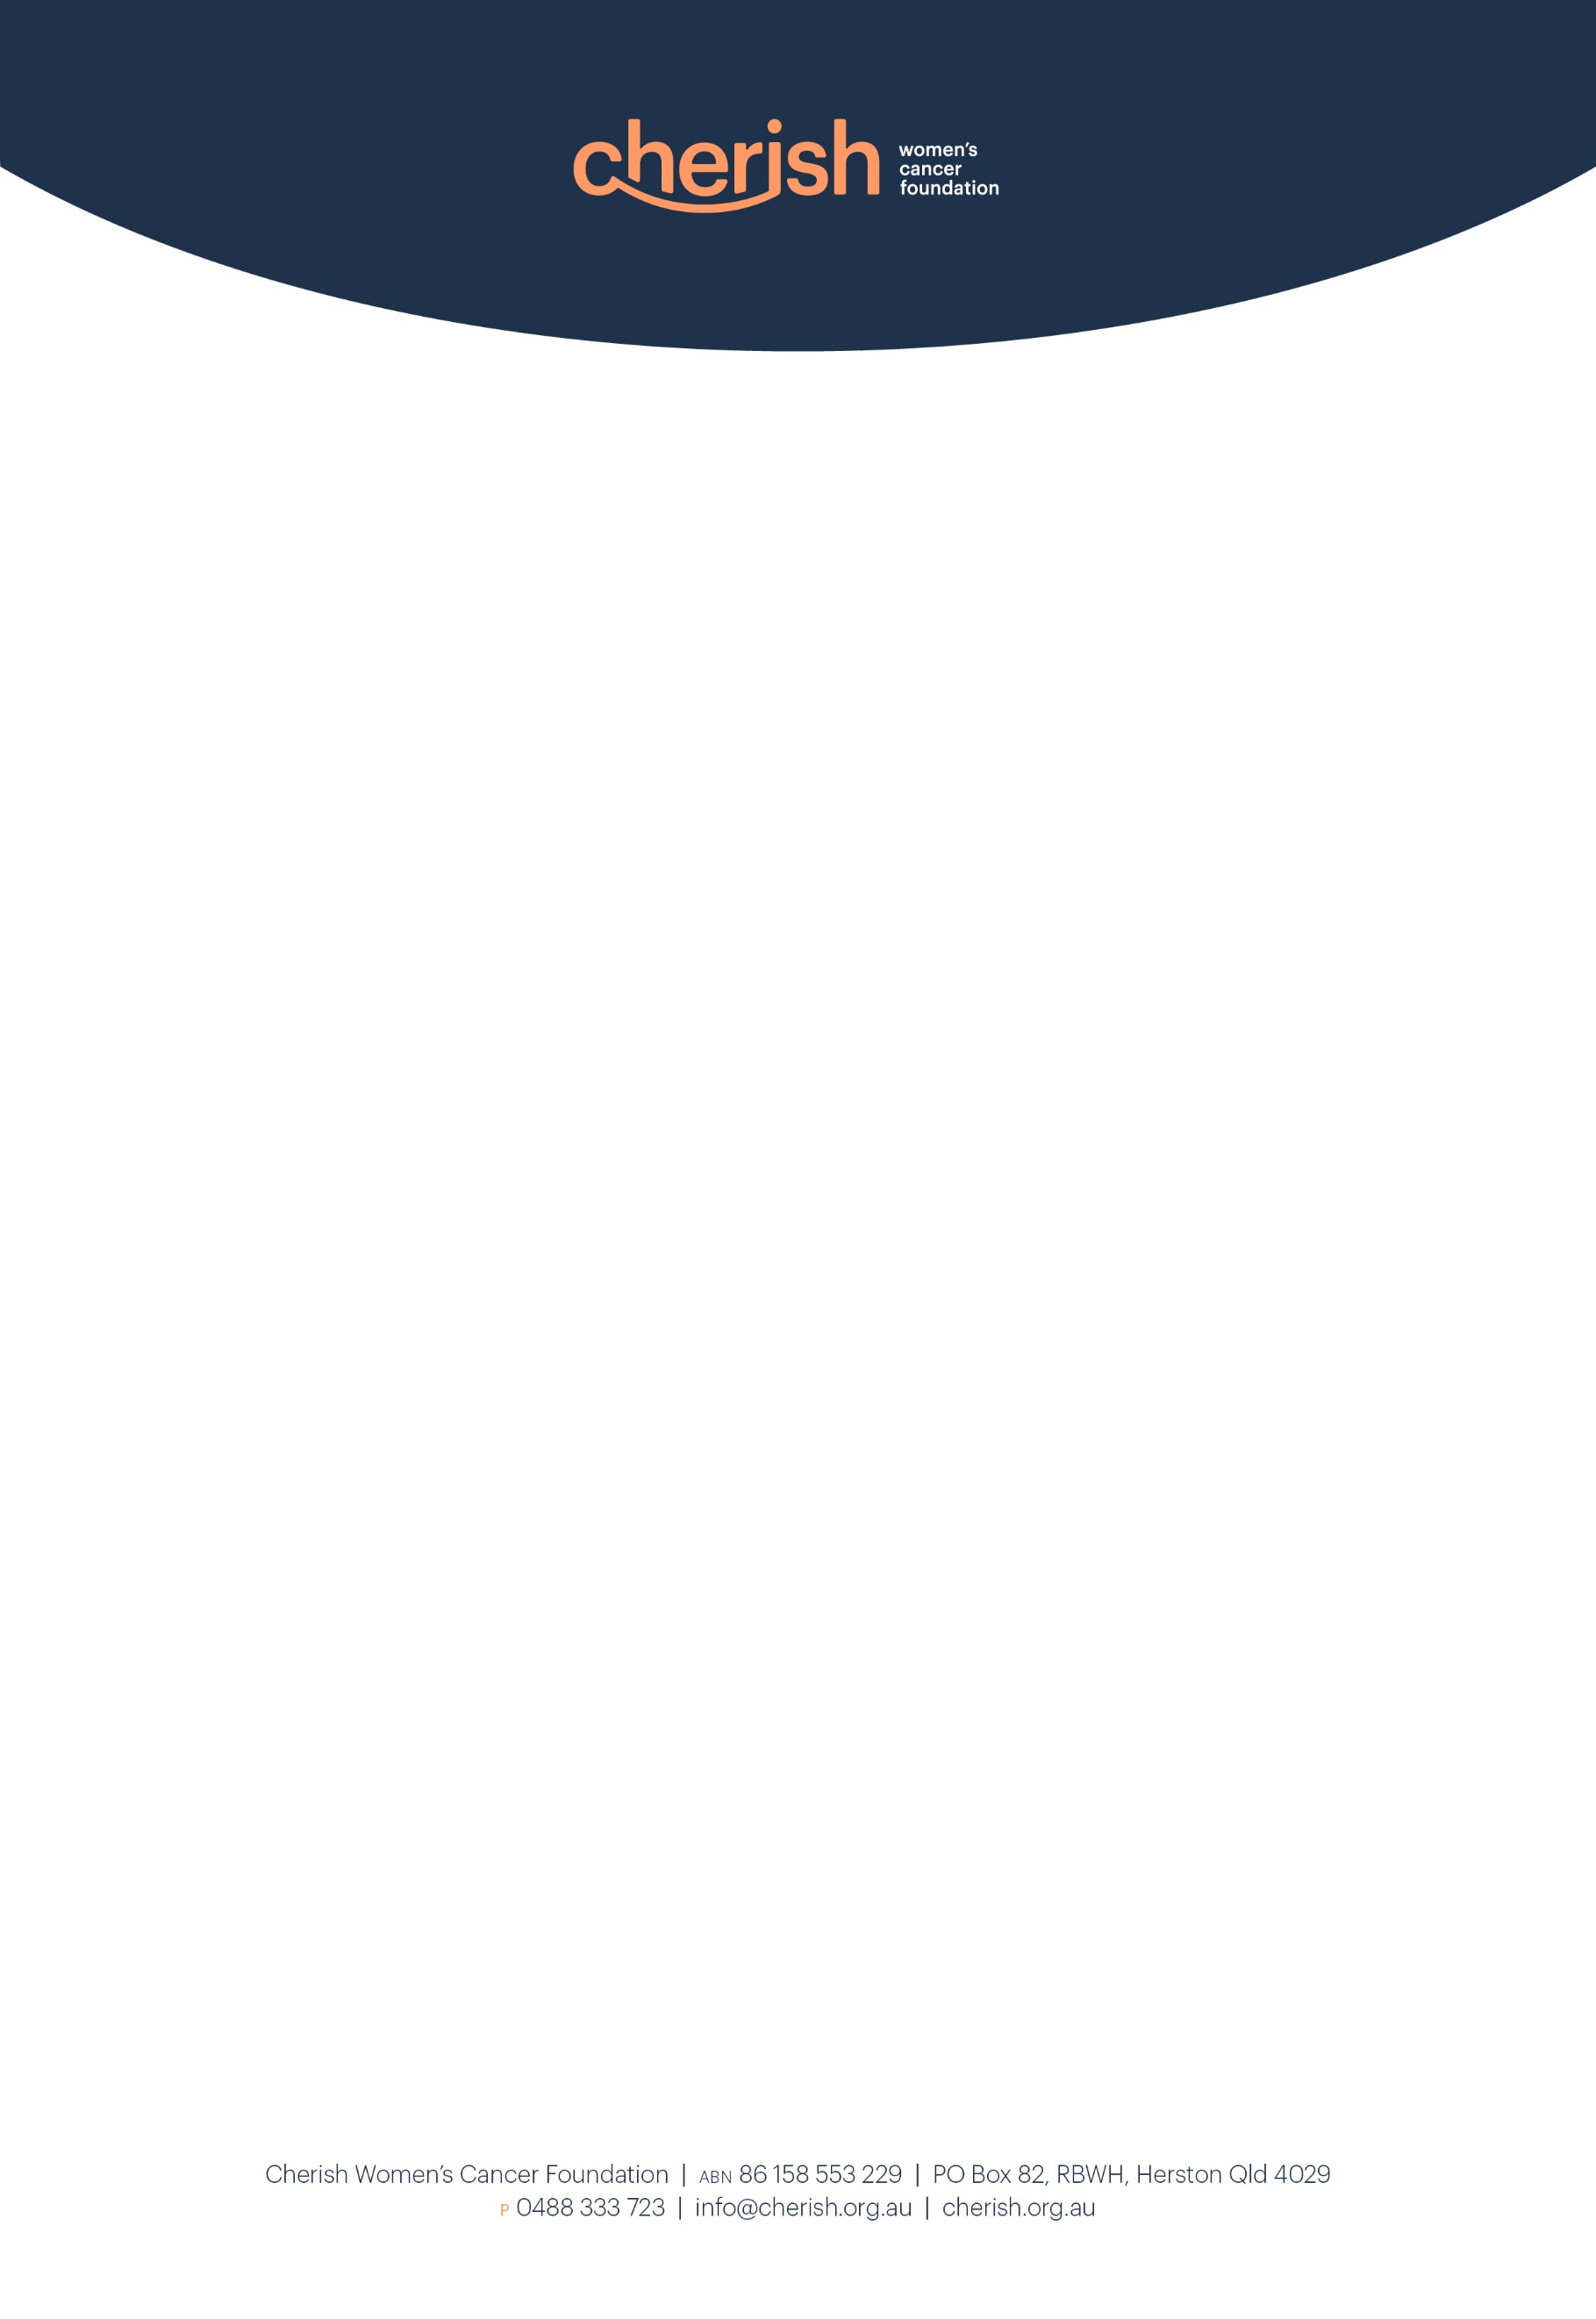 cherish
women's
cancer
foundation
Cherish Women's Cancer Foundation | ABN 86 158 553 229 | PO Box 82, RBWH, Herston Qld 4029
P 0488 333 723 | info@cherish.org.au | cherish.org.au